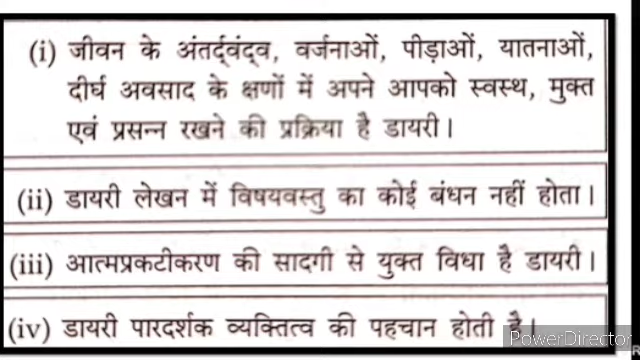 (i) जीवन के अंतर्द्वंद्व, वर्जनाओं, पीड़ाओं, यातनाओं,
दीर्घ अवसाद के क्षणों में अपने आपको स्वस्थ, मुक्त
एवं प्रसन्न रखने की प्रक्रिया है डायरी।
(ii) डायरी लेखन में विषयवस्तु का कोई बंधन नहीं होता।
(iii) आत्मप्रकटीकरण की सादगी से युक्त विधा है डायरी।
(iv) डायरी पारदर्शक व्यक्तित्व की पहचान होती है।
PowerDirector